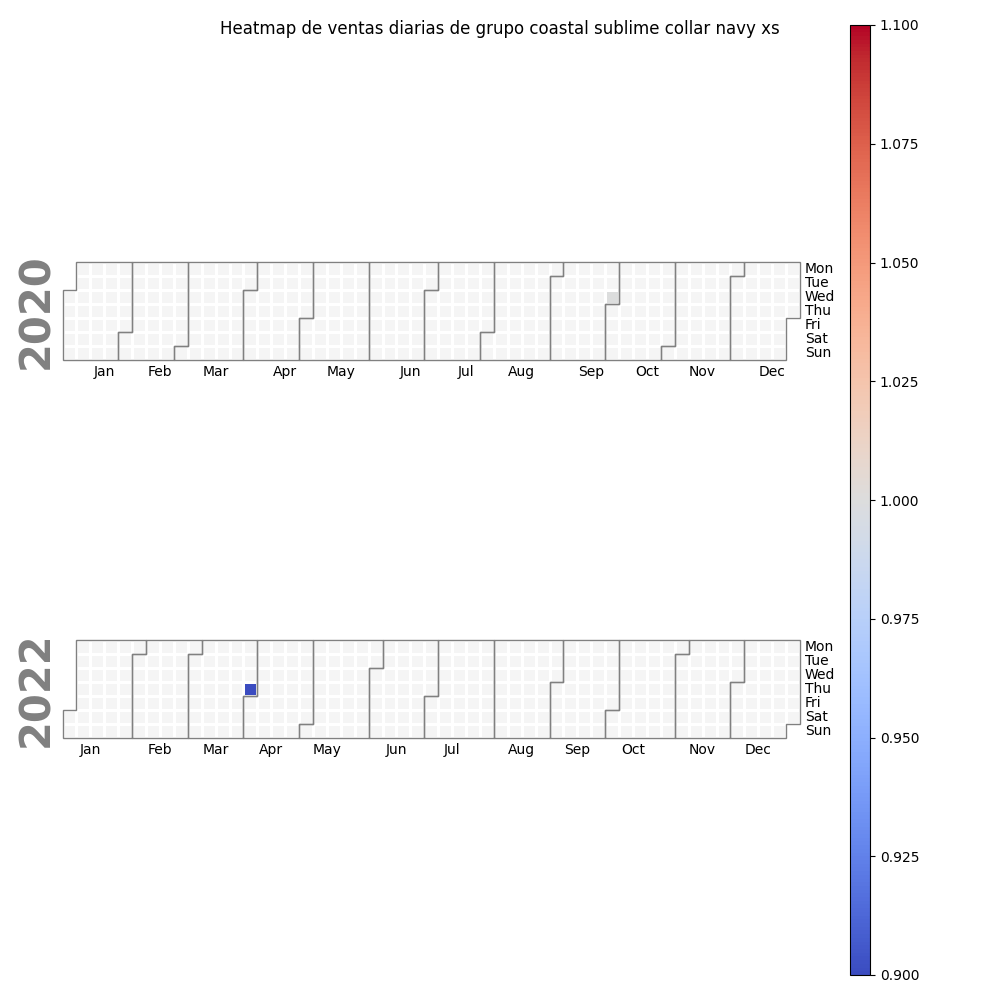 Heatmap de ventas diarias de grupo coastal sublime collar navy xs
2020
Mon
Tue
Wed
Thu
Fri
Sat
Sun
Jan Feb Mar Apr May Jun Jul Aug Sep Oct Nov Dec
2022
Mon
Tue
Wed
Thu
Fri
Sat
Sun
Jan Feb Mar Apr May Jun Jul Aug Sep Oct Nov Dec
1.100
1.075
1.050
1.025
1.000
0.975
0.950
0.925
0.900